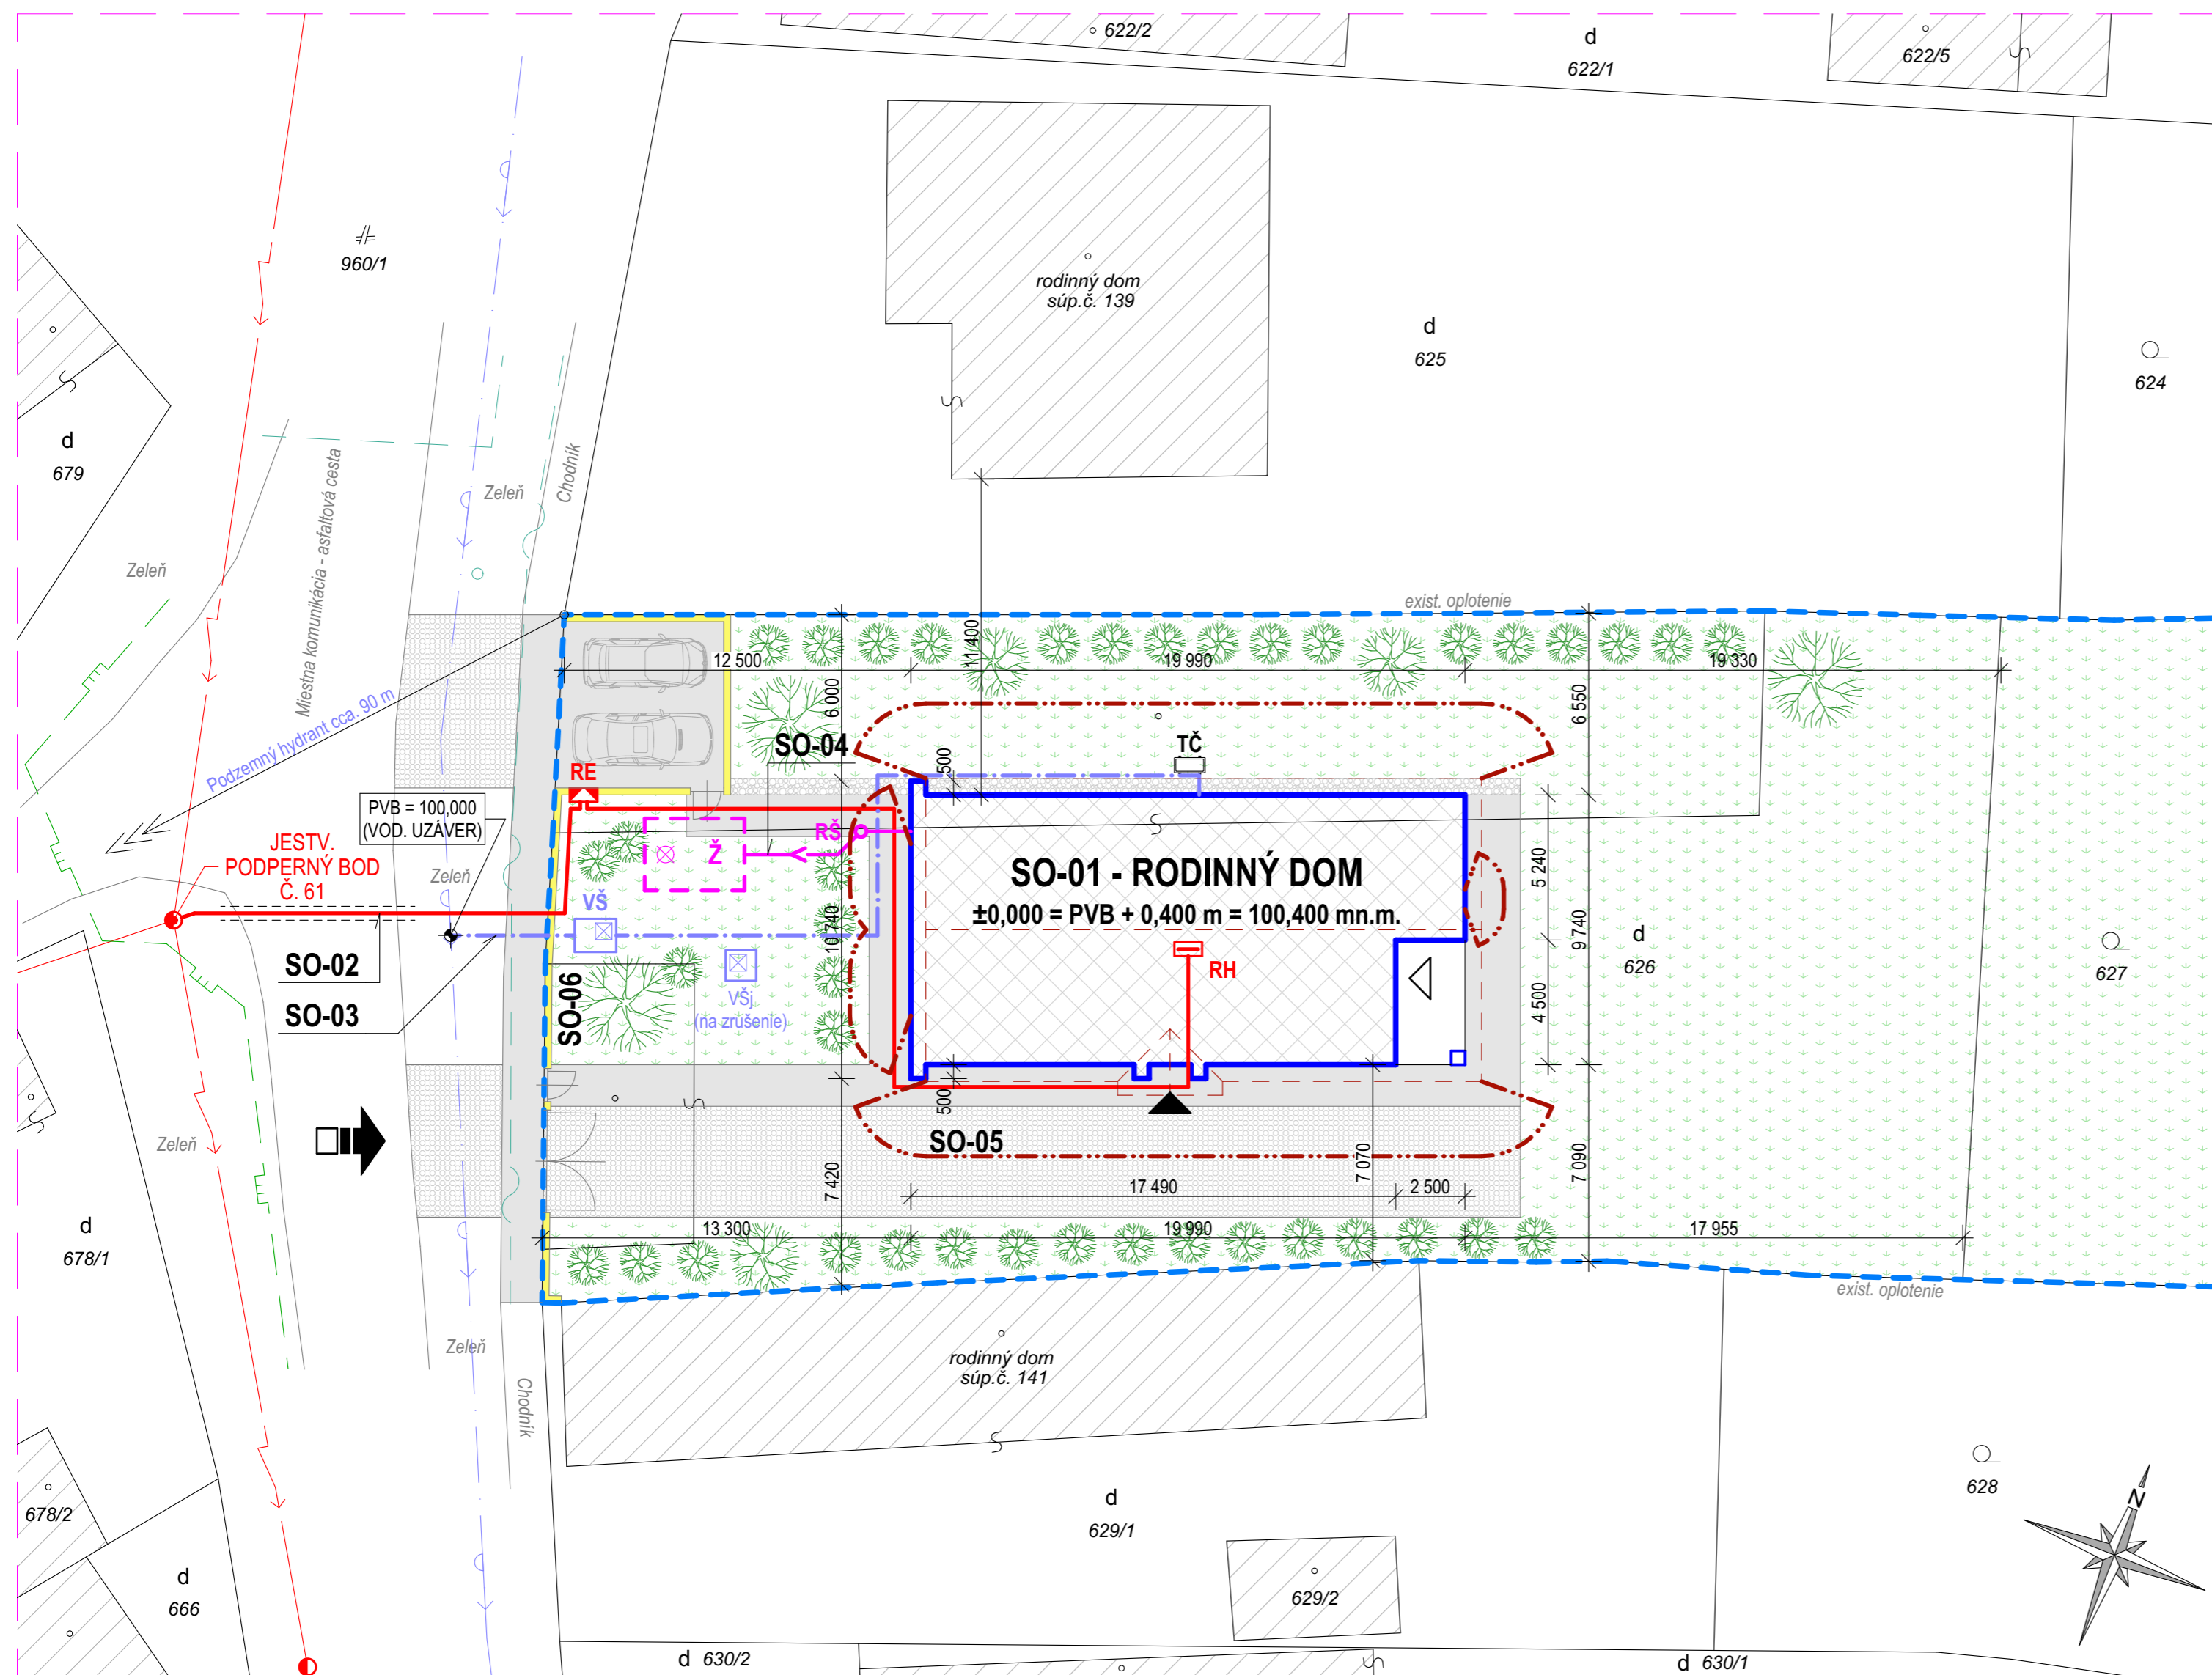 622/2
d
622/1
622/5
960/1
rodinný dom
súp.č. 139
d
625
624
d
679
Miestna komunikácia - asfaltová cesta
Zeleň
Chodník
Zeleň
exist. oplotenie
12 500
11 400
19 990
19 330
6 000
6 550
Podzemný hydrant cca. 90 m
SO-04
500
TČ
RE
PVB = 100,000
(VOD. UZÁVER)
JESTV.
PODPERNÝ BOD
Č. 61
RŠ
Ž
Zeleň
SO-01 - RODINNÝ DOM
±0,000 = PVB + 0,400 m = 100,400 mn.m.
5 240
9 740
VŠ
10 740
d
626
627
SO-02
SO-03
SO-06
VŠj
(na zrušenie)
RH
4 500
500
SO-05
Zeleň
7 420
7 070
7 090
17 490
2 500
13 300
19 990
17 955
d
678/1
exist. oplotenie
Zeleň
rodinný dom
súp.č. 141
Chodník
678/2
d
629/1
628
N
d
666
629/2
d 630/2
d 630/1